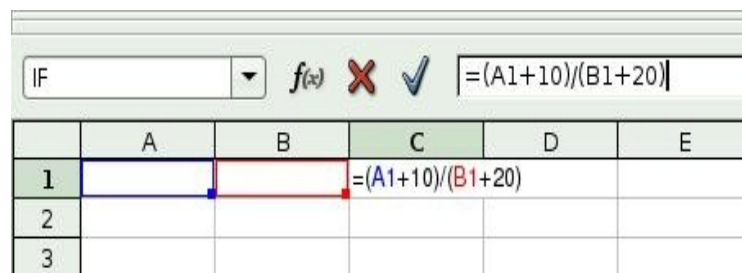 IF f(x) =(A1+10)/(B1+20)
A B C D E
1 =(A1+10)/(B1+20)
2
3